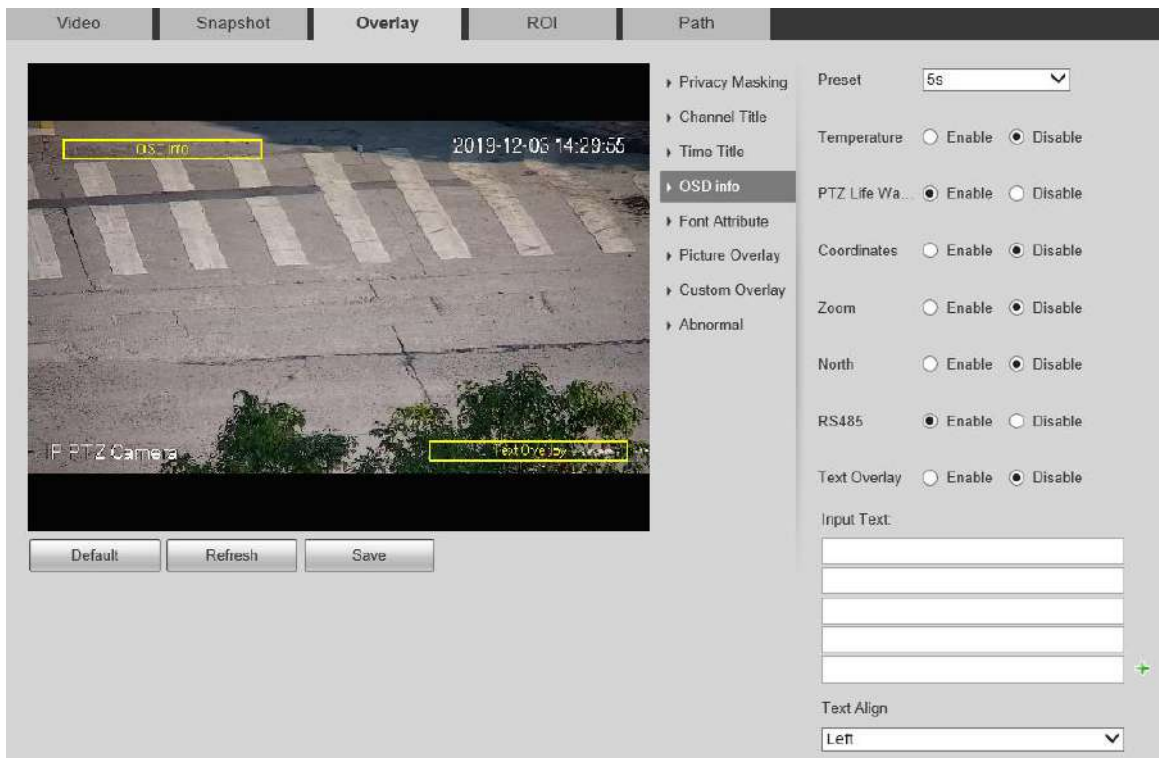 Video Snapshot Overlay ROI Path
OSD info
2019-12-03 14:29:55
IP PTZ Camera
Text Overlay
Default Refresh Save
Privacy Masking
Channel Title
Time Title
OSD info
Font Attribute
Picture Overlay
Custom Overlay
Abnormal
Preset 5s
Temperature Enable Disable
PTZ Life Wa... Enable Disable
Coordinates Enable Disable
Zoom Enable Disable
North Enable Disable
RS485 Enable Disable
Text Overlay Enable Disable
Input Text:
Text Align
Left